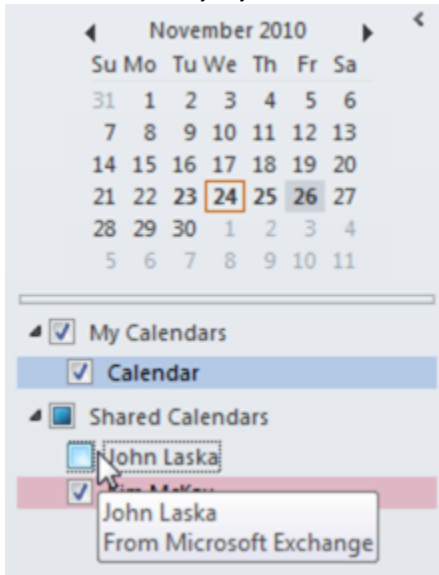 November 2010
Su Mo Tu We Th Fr Sa
31 1 2 3 4 5 6
7 8 9 10 11 12 13
14 15 16 17 18 19 20
21 22 23 24 25 26 27
28 29 30 1 2 3 4
5 6 7 8 9 10 11
My Calendars
Calendar
Shared Calendars
John Laska
John Laska
From Microsoft Exchange